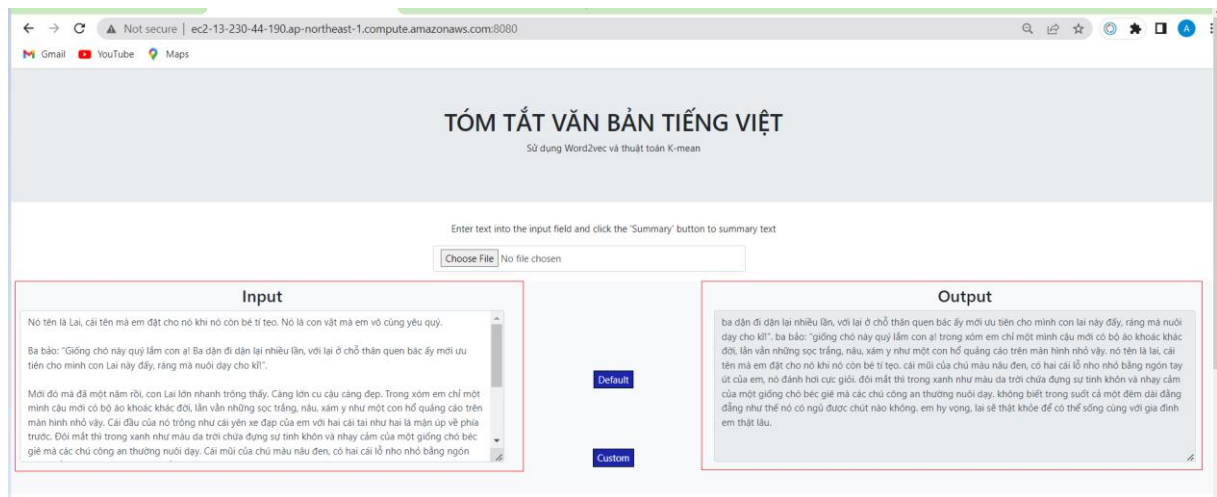 Not secure | ec2-13-230-44-190.ap-northeast-1.compute.amazonaws.com:8080
A
Gmail YouTube Maps
TÓM TẮT VĂN BẢN TIẾNG VIỆT
Sử dụng Word2vec và thuật toán K-mean
Enter text into the input field and click the 'Summary' button to summary text
Choose File No file chosen
Input
Nó tên là Lai, cái tên mà em đặt cho nó khi nó còn bé tí tẹo. Nó là con vật mà em vô cùng yêu quý.
Ba bảo: "Giống chó này quý lắm con ạ! Ba dặn đi dặn lại nhiều lần, với lại ở chỗ thân quen bác ấy mới ưu
tiên cho mình con Lai này đấy, ráng mà nuôi dạy cho kĩ!".
Mới đó mà đã một năm rồi, con Lai lớn nhanh trông thấy. Càng lớn cu cậu càng đẹp. Trong xóm em chỉ một
mình cậu mới có bộ áo khoác khác đời, lằn vằn những sọc trắng, nâu, xám y như một con hổ quảng cáo trên
màn hình nhỏ vậy. Cái đầu của nó trông như cái yên xe đạp của em với hai cái tai như hai lá mận úp về phía
trước. Đôi mắt thì trong xanh như màu da trời chứa đựng sự tinh khôn và nhạy cảm của một giống chó béc
giê mà các chú công an thường nuôi dạy. Cái mũi của chú màu nâu đen, có hai cái lỗ nho nhỏ bằng ngón
Default
Custom
Output
ba dặn đi dặn lại nhiều lần, với lại ở chỗ thân quen bác ấy mới ưu tiên cho mình con lai này đấy, ráng mà nuôi
dạy cho kĩ!". ba bảo: "giống chó này quý lắm con ạ! trong xóm em chỉ một mình cậu mới có bộ áo khoác khác
đời, lằn vằn những sọc trắng, nâu, xám y như một con hổ quảng cáo trên màn hình nhỏ vậy. nó tên là lai, cái
tên mà em đặt cho nó khi nó còn bé tí tẹo. cái mũi của chú màu nâu đen, có hai cái lỗ nho nhỏ bằng ngón tay
út của em, nó đánh hơi cực giỏi. đôi mắt thì trong xanh như màu da trời chứa đựng sự tinh khôn và nhạy cảm
của một giống chó béc giê mà các chú công an thường nuôi dạy. không biết trong suốt cả một đêm dài đằng
đẵng như thế nó có ngủ được chút nào không. em hy vọng, lai sẽ thật khỏe để có thể sống cùng với gia đình
em thật lâu.